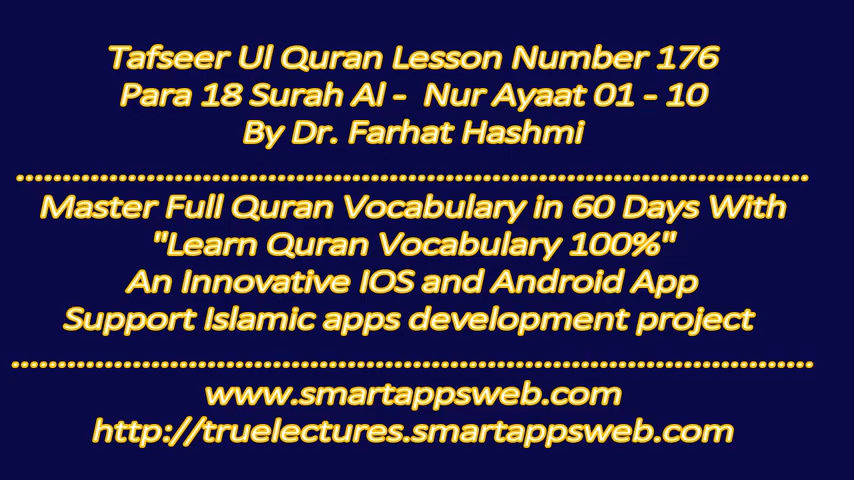 Tafseer Ul Quran Lesson Number 176
Para 18 Surah Al - Nur Ayaat 01 - 10
By Dr. Farhat Hashmi
Master Full Quran Vocabulary in 60 Days With
"Learn Quran Vocabulary 100%"
An Innovative IOS and Android App
Support Islamic apps development project
www.smartappsweb.com
http://truelectures.smartappsweb.com